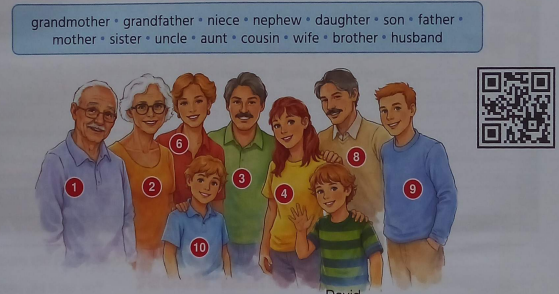 grandmother • grandfather • niece • nephew • daughter • son • father •
mother • sister • uncle • aunt • cousin • wife • brother • husband
6
1
2
3
4
8
9
10
David